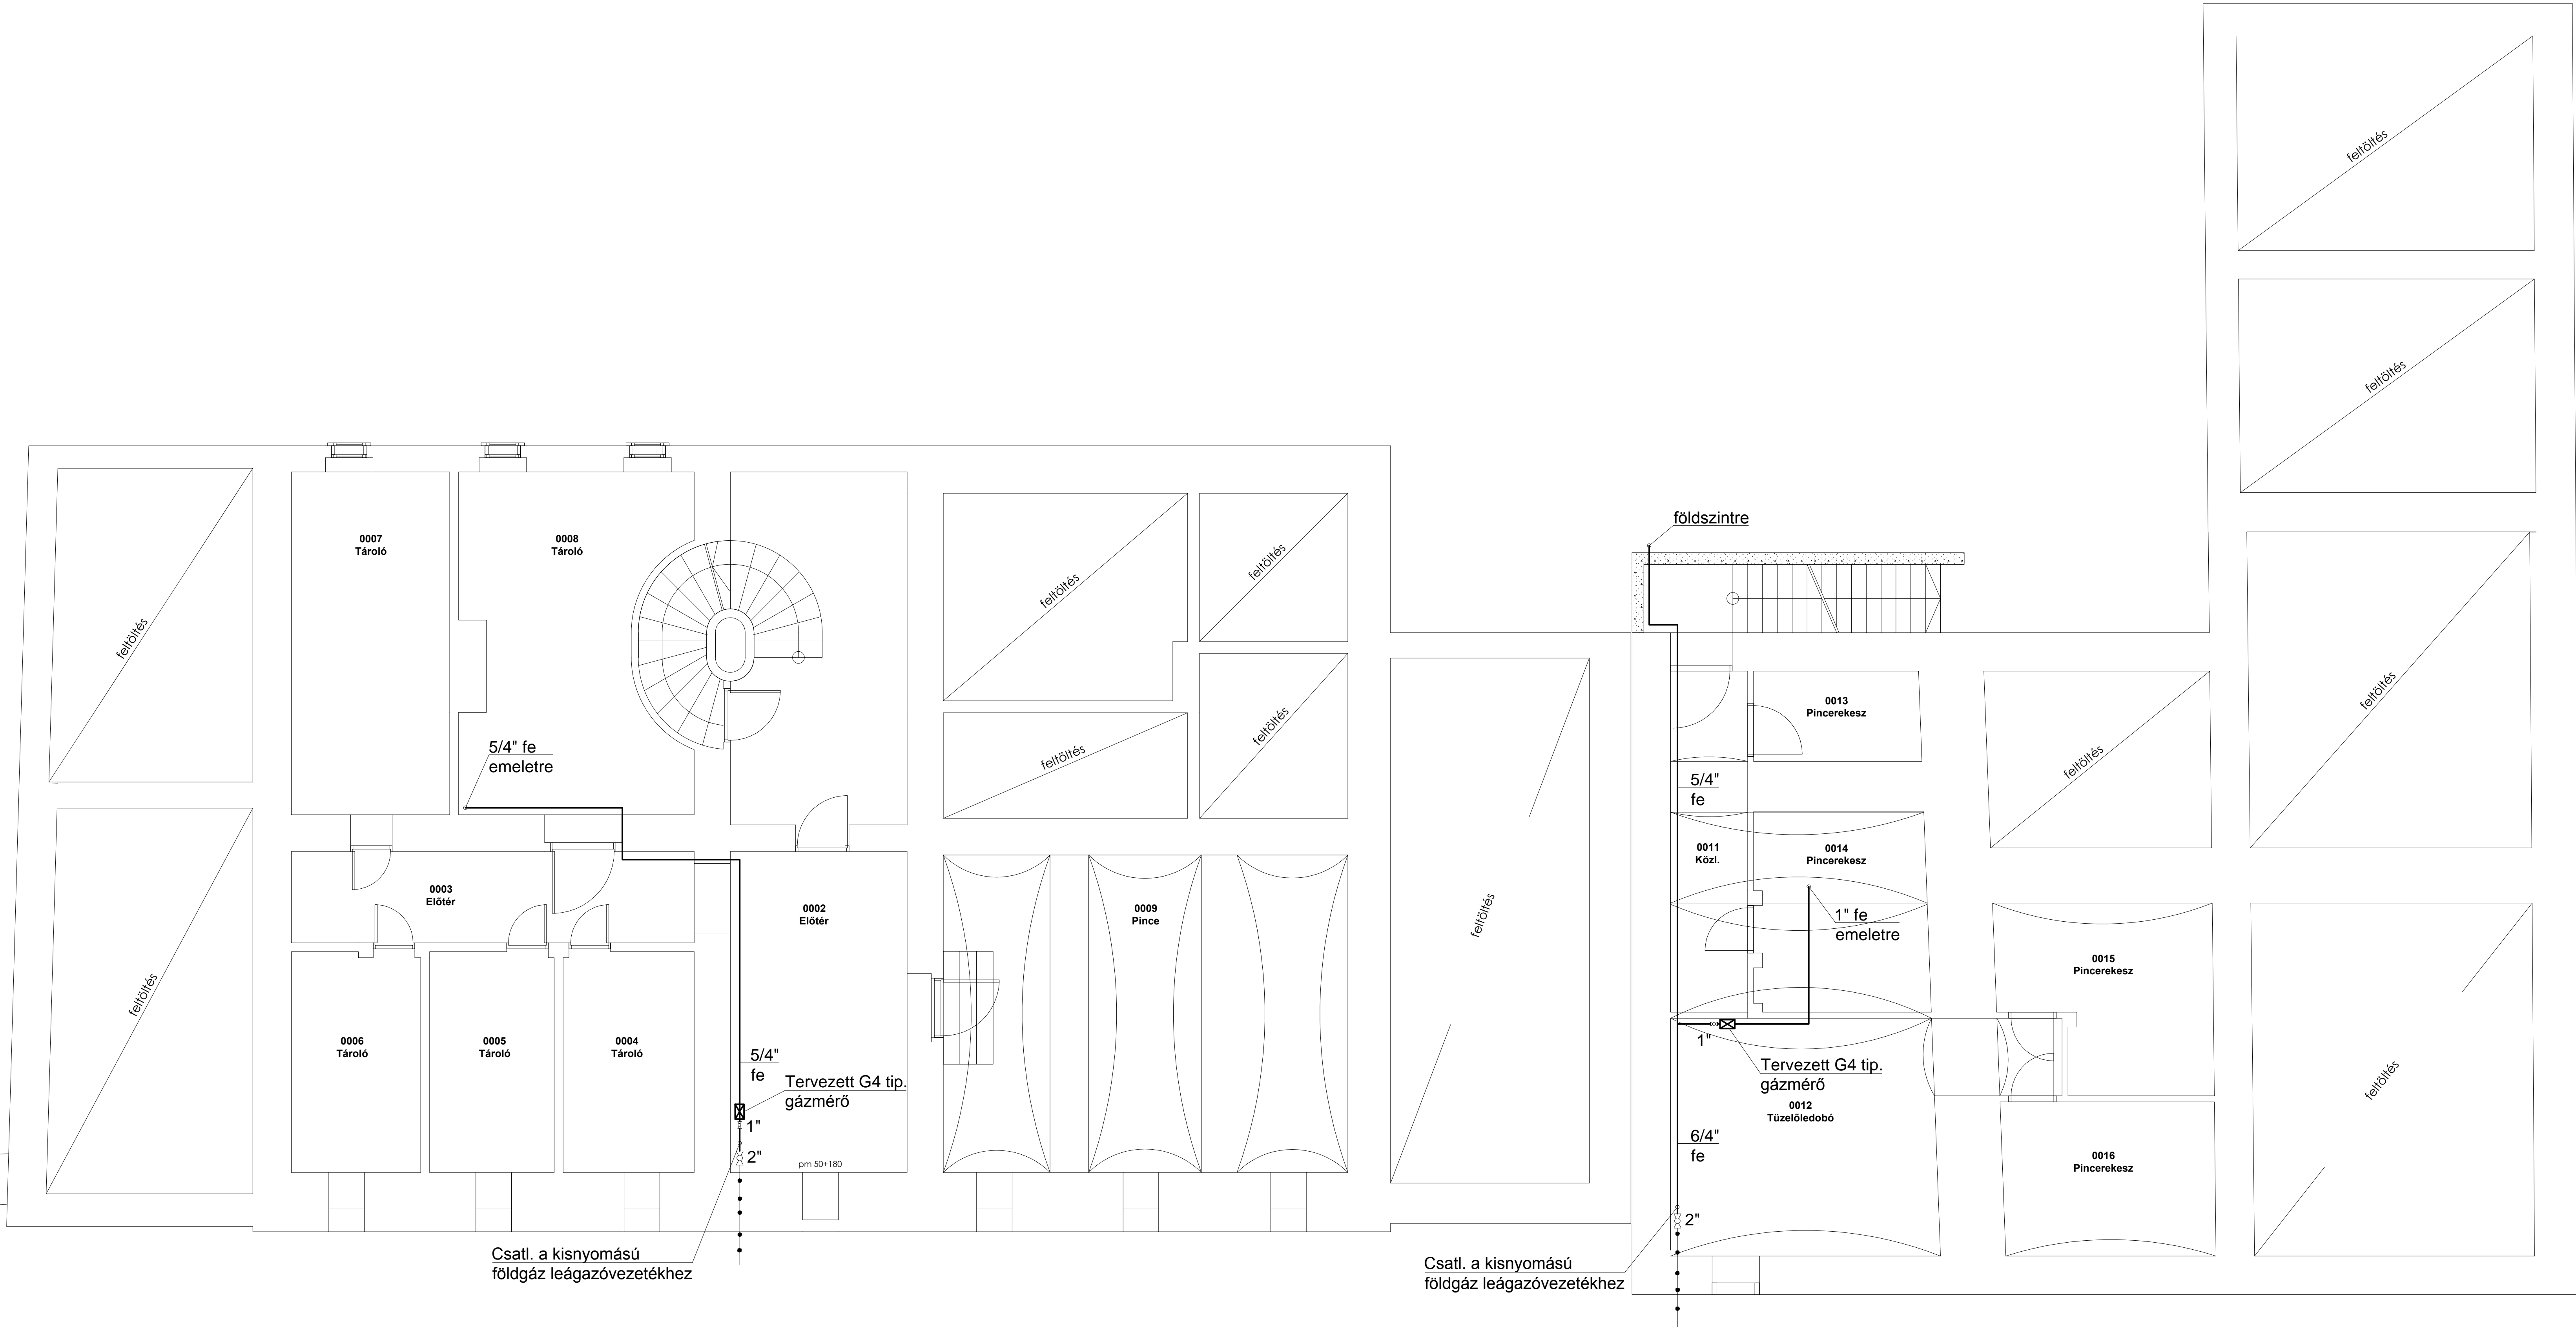 feltöltés
feltöltés
földszintre
0007
Tároló
0008
Tároló
feltöltés
feltöltés
feltöltés
0013
Pincerekesz
feltöltés
feltöltés
feltöltés
feltöltés
5/4" fe
emeletre
5/4"
fe
0011
Közl.
0014
Pincerekesz
0003
Előtér
0002
Előtér
0009
Pince
feltöltés
1" fe
emeletre
feltöltés
0015
Pincerekesz
0006
Tároló
0005
Tároló
0004
Tároló
5/4"
fe
Tervezett G4 tip.
gázmérő
1"
2"
pm 50+180
1"
Tervezett G4 tip.
gázmérő
0012
Tüzelőledobó
feltöltés
6/4"
fe
0016
Pincerekesz
2"
Csatl. a kisnyomású
földgáz leágazóvezetékhez
Csatl. a kisnyomású
földgáz leágazóvezetékhez